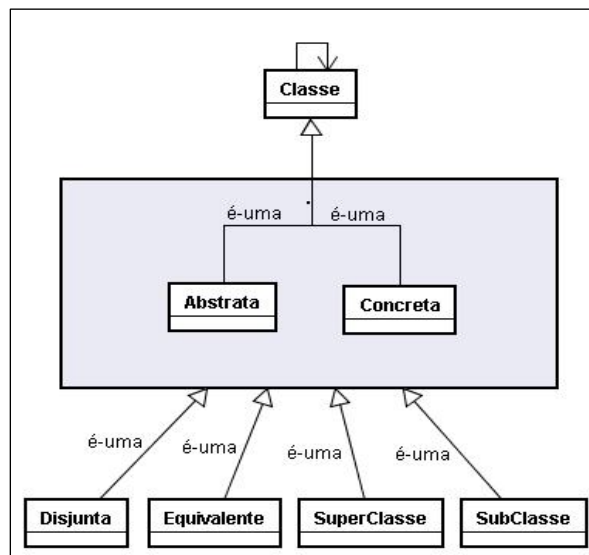 Classe
é-uma é-uma
Abstrata Concreta
é-uma é-uma é-uma é-uma
Disjunta Equivalente SuperClasse SubClasse